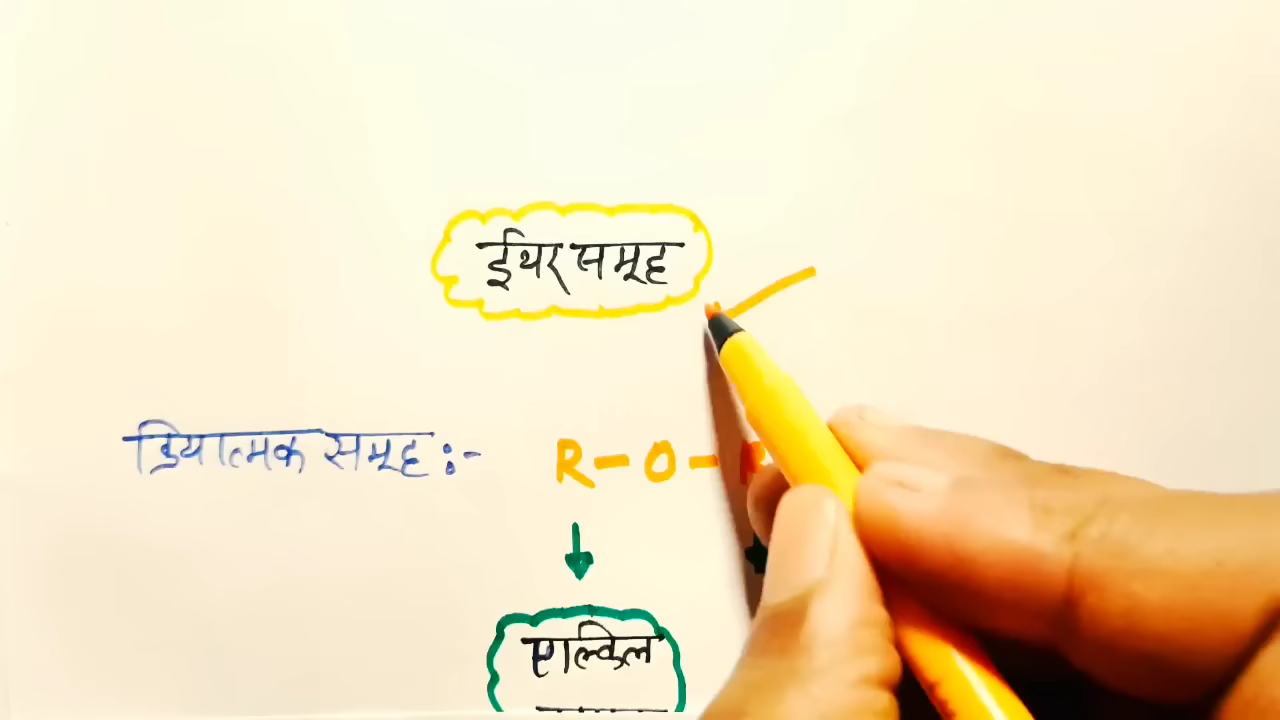 ईथर समूह
क्रियात्मक समूह :-
R - O -
एल्किल